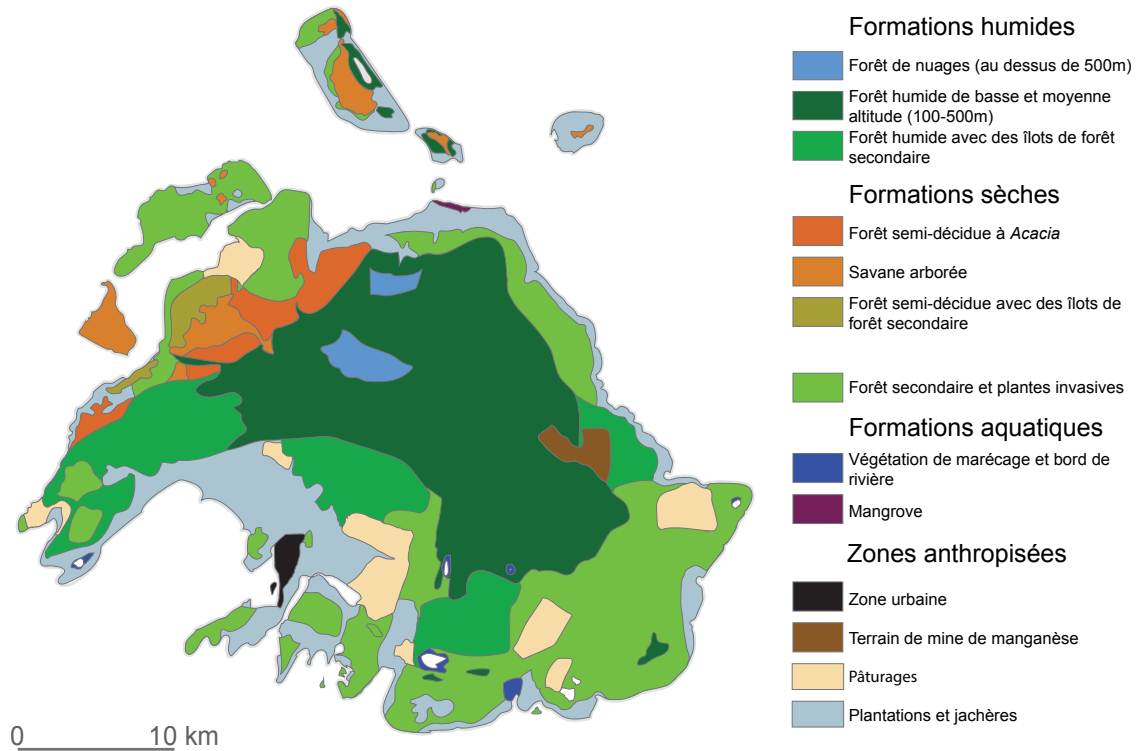 Formations humides
Forêt de nuages (au dessus de 500m)
Forêt humide de basse et moyenne
altitude (100-500m)
Forêt humide avec des îlots de forêt
secondaire
Formations sèches
Forêt semi-décidue à Acacia
Savane arborée
Forêt semi-décidue avec des îlots de
forêt secondaire
Forêt secondaire et plantes invasives
Formations aquatiques
Végétation de marécage et bord de
rivière
Mangrove
Zones anthropisées
Zone urbaine
Terrain de mine de manganèse
Pâturages
Plantations et jachères
0 10 km